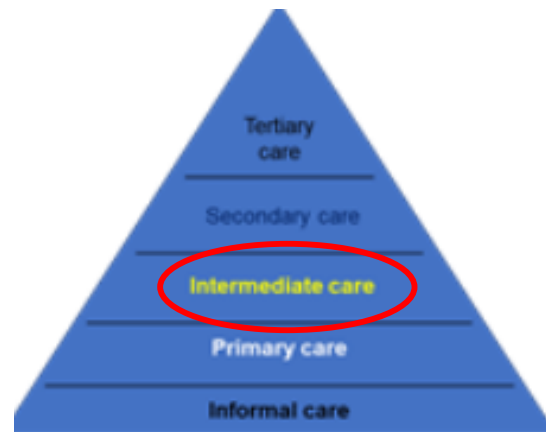 Tertiary
care
Secondary care
Intermediate care
Primary care
Informal care